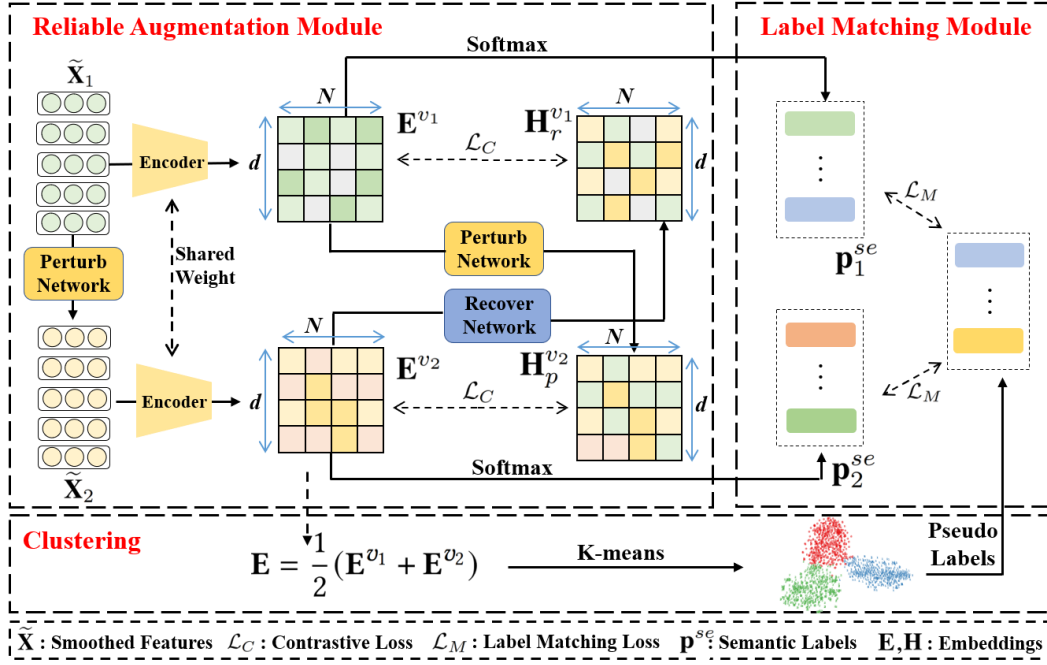 Reliable Augmentation Module
Label Matching Module
Softmax
X̃₁
N
E^{v₁}
H_r^{v₁}
N
Encoder
d
ℒ_C
d
ℒ_M
Shared
Weight
Perturb
Network
Perturb
Network
p₁^{se}
Recover
Network
N
E^{v₂}
H_p^{v₂}
N
Encoder
d
ℒ_C
d
ℒ_M
X̃₂
Softmax
p₂^{se}
Clustering
E = 1/2 (E^{v₁} + E^{v₂})
K-means
Pseudo
Labels
X̃ : Smoothed Features ℒ_C : Contrastive Loss ℒ_M : Label Matching Loss p^{se} : Semantic Labels E,H : Embeddings